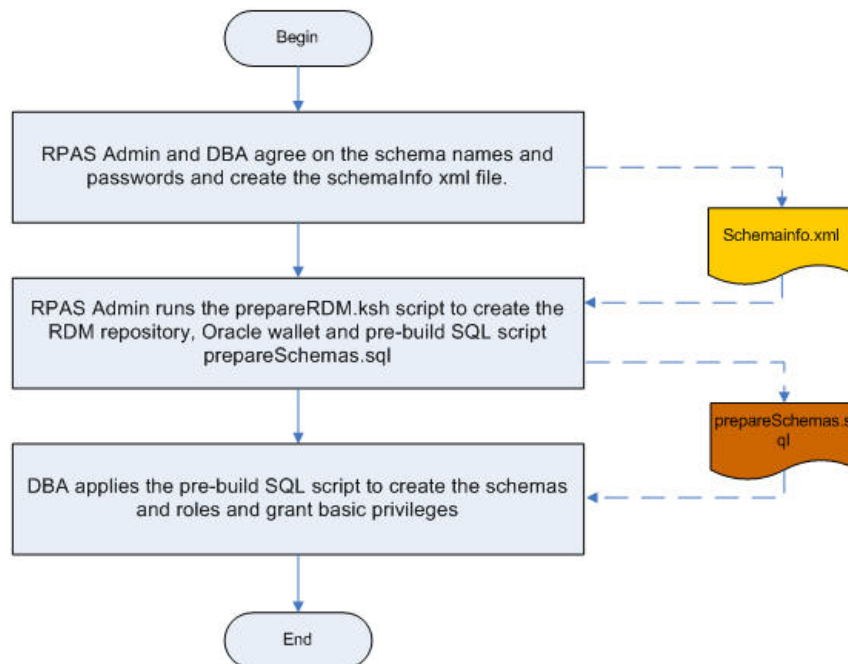 Begin
RPAS Admin and DBA agree on the schema names and
passwords and create the schemaInfo xml file.
Schemainfo.xml
RPAS Admin runs the prepareRDM.ksh script to create the
RDM repository, Oracle wallet and pre-build SQL script
prepareSchemas.sql
prepareSchemas.s
ql
DBA applies the pre-build SQL script to create the schemas
and roles and grant basic privileges
End